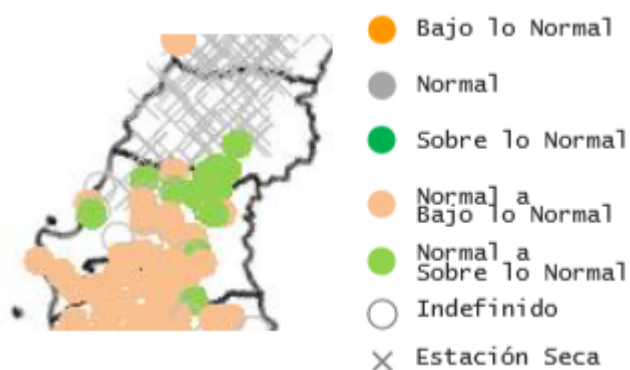 Bajo lo Normal
Normal
Sobre lo Normal
Normal a
Bajo lo Normal
Normal a
Sobre lo Normal
Indefinido
Estación Seca